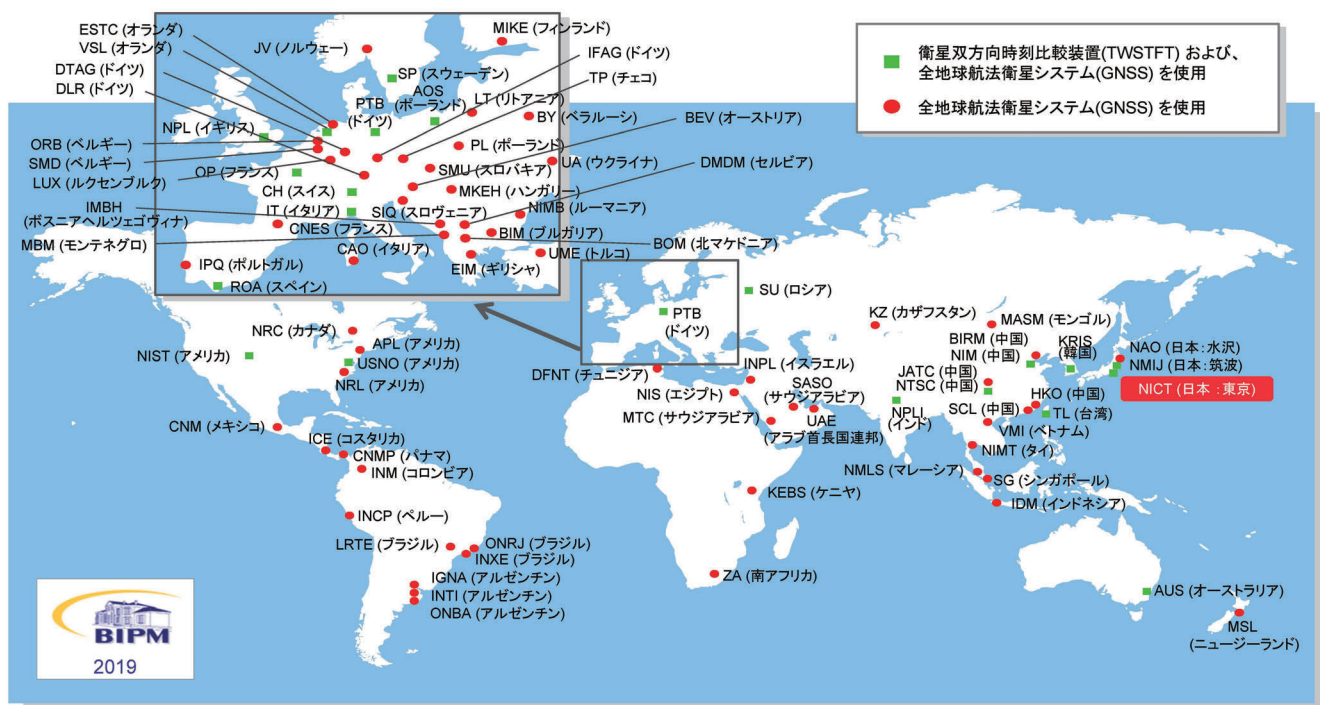 ESTC (オランダ)
VSL (オランダ)
DTAG (ドイツ)
DLR (ドイツ)
JV (ノルウェー)
MIKE (フィンランド)
IFAG (ドイツ)
TP (チェコ)
SP (スウェーデン)
AOS
(ポーランド)
PTB
(ドイツ)
LT (リトアニア)
BY (ベラルーシ)
BEV (オーストリア)
NPL (イギリス)
ORB (ベルギー)
SMD (ベルギー)
LUX (ルクセンブルク)
OP (フランス)
PL (ポーランド)
UA (ウクライナ)
DMDM (セルビア)
SMU (スロバキア)
CH (スイス)
MKEH (ハンガリー)
IMBH
(ボスニアヘルツェゴヴィナ)
IT (イタリア)
SIQ (スロヴェニア)
NIMB (ルーマニア)
CNES (フランス)
BIM (ブルガリア)
MBM (モンテネグロ)
CAO (イタリア)
BOM (北マケドニア)
UME (トルコ)
IPQ (ポルトガル)
EIM (ギリシャ)
ROA (スペイン)
衛星双方向時刻比較装置(TWSTFT) および、
全地球航法衛星システム(GNSS) を使用
全地球航法衛星システム(GNSS) を使用
SU (ロシア)
PTB
(ドイツ)
NRC (カナダ)
APL (アメリカ)
NIST (アメリカ)
USNO (アメリカ)
NRL (アメリカ)
KZ (カザフスタン)
MASM (モンゴル)
BIRM (中国)
KRIS
(韓国)
NIM (中国)
NAO (日本:水沢)
NMIJ (日本:筑波)
NICT (日本:東京)
JATC (中国)
NTSC (中国)
HKO (中国)
SCL (中国)
TL (台湾)
DFNT (チュニジア)
INPL (イスラエル)
NIS (エジプト)
SASO
(サウジアラビア)
MTC (サウジアラビア)
UAE
(アラブ首長国連邦)
NPLI
(インド)
VMI (ベトナム)
NIMT (タイ)
CNM (メキシコ)
ICE (コスタリカ)
CNMP (パナマ)
INM (コロンビア)
NMLS (マレーシア)
SG (シンガポール)
KEBS (ケニヤ)
IDM (インドネシア)
INCP (ペルー)
LRTE (ブラジル)
ONRJ (ブラジル)
INXE (ブラジル)
IGNA (アルゼンチン)
INTI (アルゼンチン)
ONBA (アルゼンチン)
ZA (南アフリカ)
AUS (オーストラリア)
MSL
(ニュージーランド)
BIPM
2019